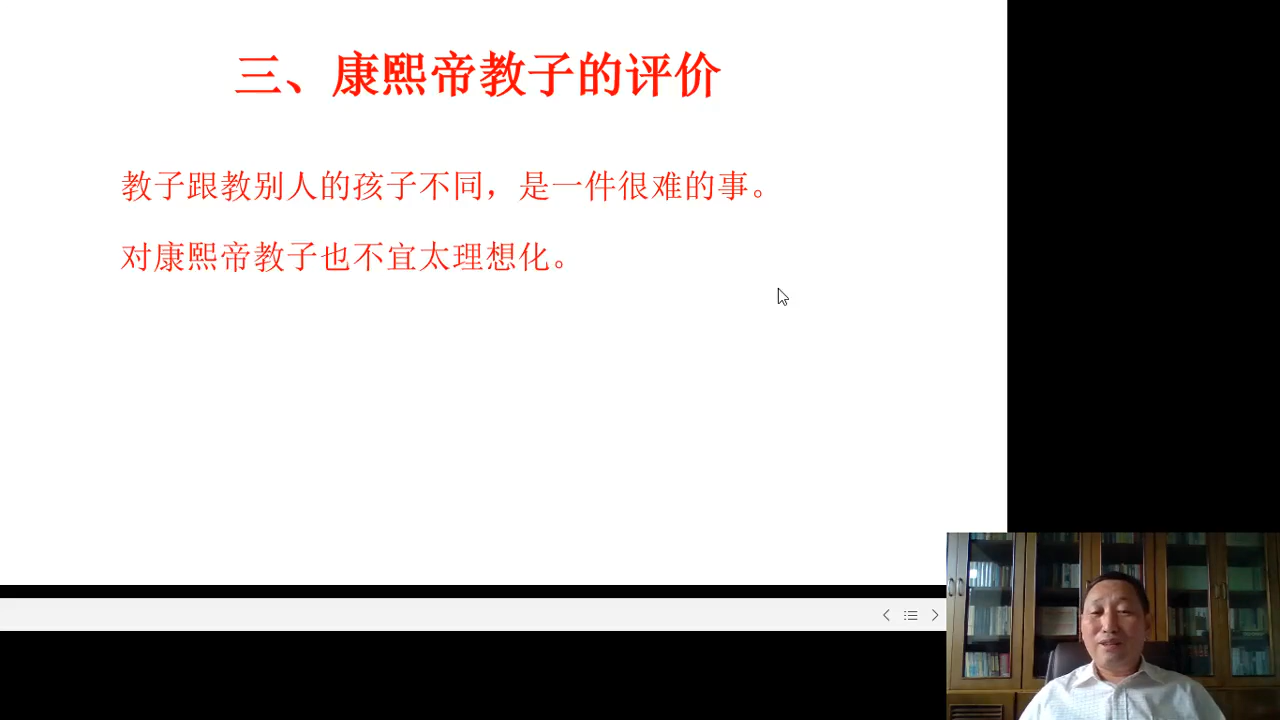 三、康熙帝教子的评价
教子跟教别人的孩子不同，是一件很难的事。
对康熙帝教子也不宜太理想化。